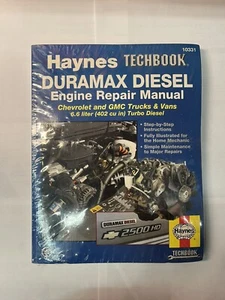 10331
Haynes TECHBOOK
DURAMAX DIESEL
Engine Repair Manual
Chevrolet and GMC Trucks & Vans
6.6 liter (402 cu in) Turbo Diesel
• Step-by-Step
Instructions
• Fully Illustrated for
the Home Mechanic
• Simple Maintenance
to Major Repairs
DURAMAX DIESEL
2500 HD
Haynes
TECHBOOK